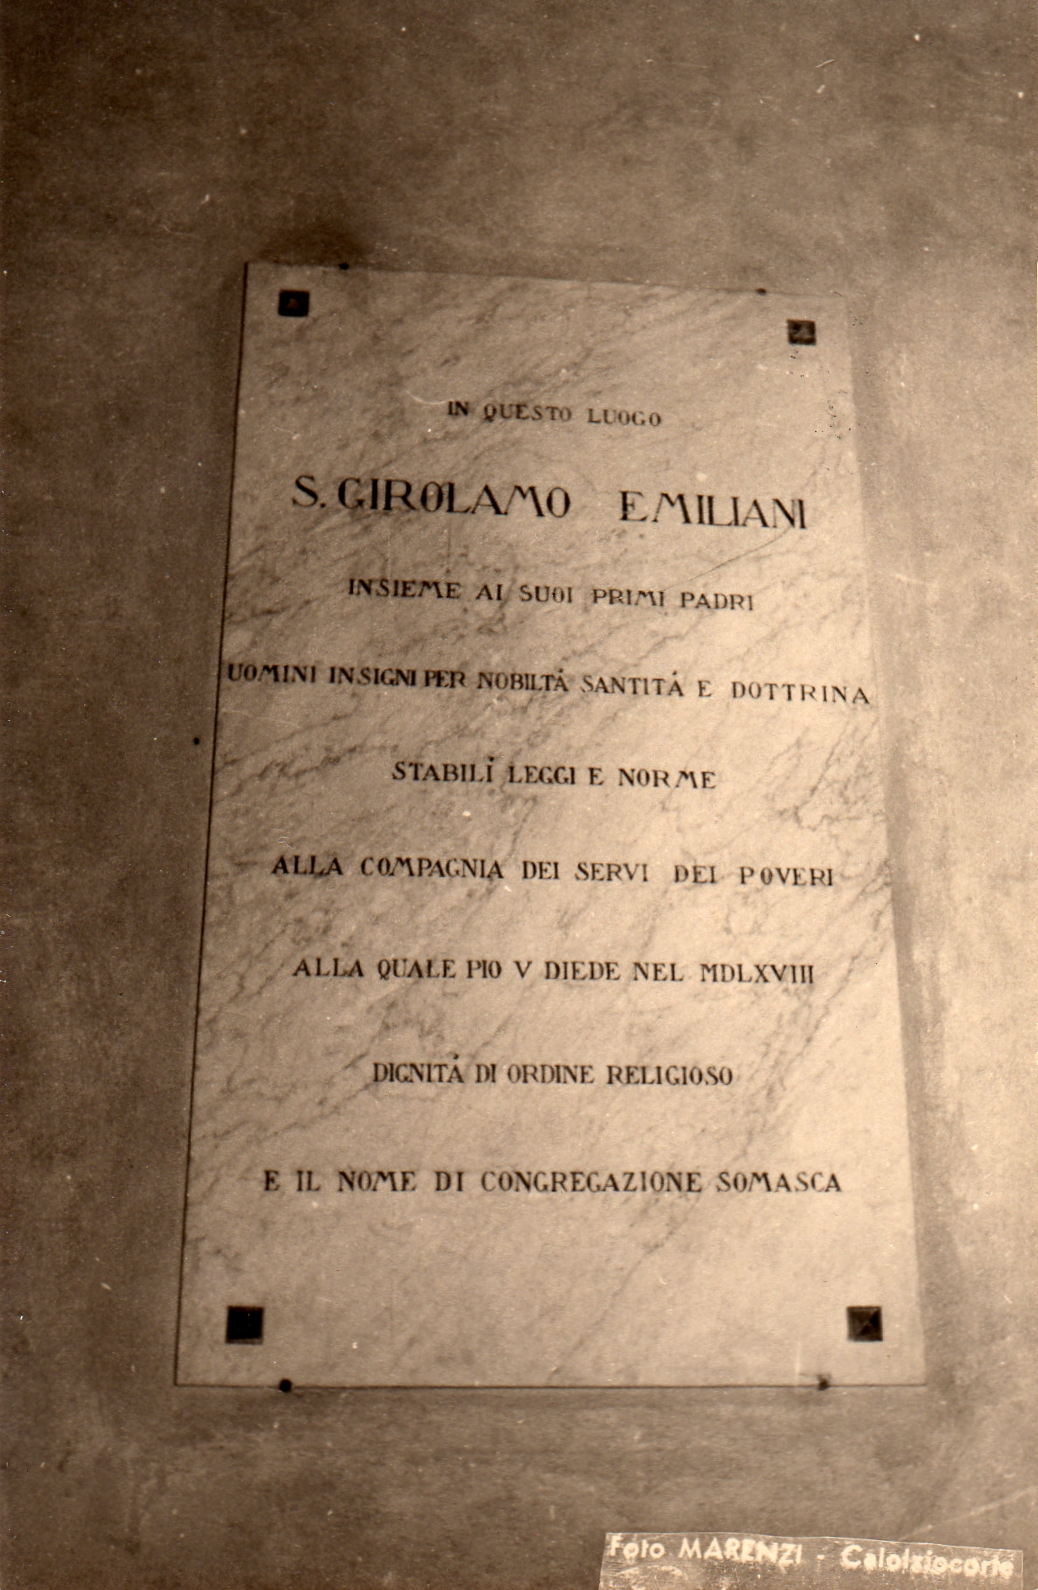 IN QUESTO LUOGO
S. GIROLAMO EMILIANI
INSIEME AI SUOI PRIMI PADRI
UOMINI INSIGNI PER NOBILTÀ SANTITÀ E DOTTRINA
STABILÌ LEGGI E NORME
ALLA COMPAGNIA DEI SERVI DEI POVERI
ALLA QUALE PIO V DIEDE NEL MDLXVIII
DIGNITÀ DI ORDINE RELIGIOSO
E IL NOME DI CONGREGAZIONE SOMASCA
Foto MARENZI - Calolziocorte